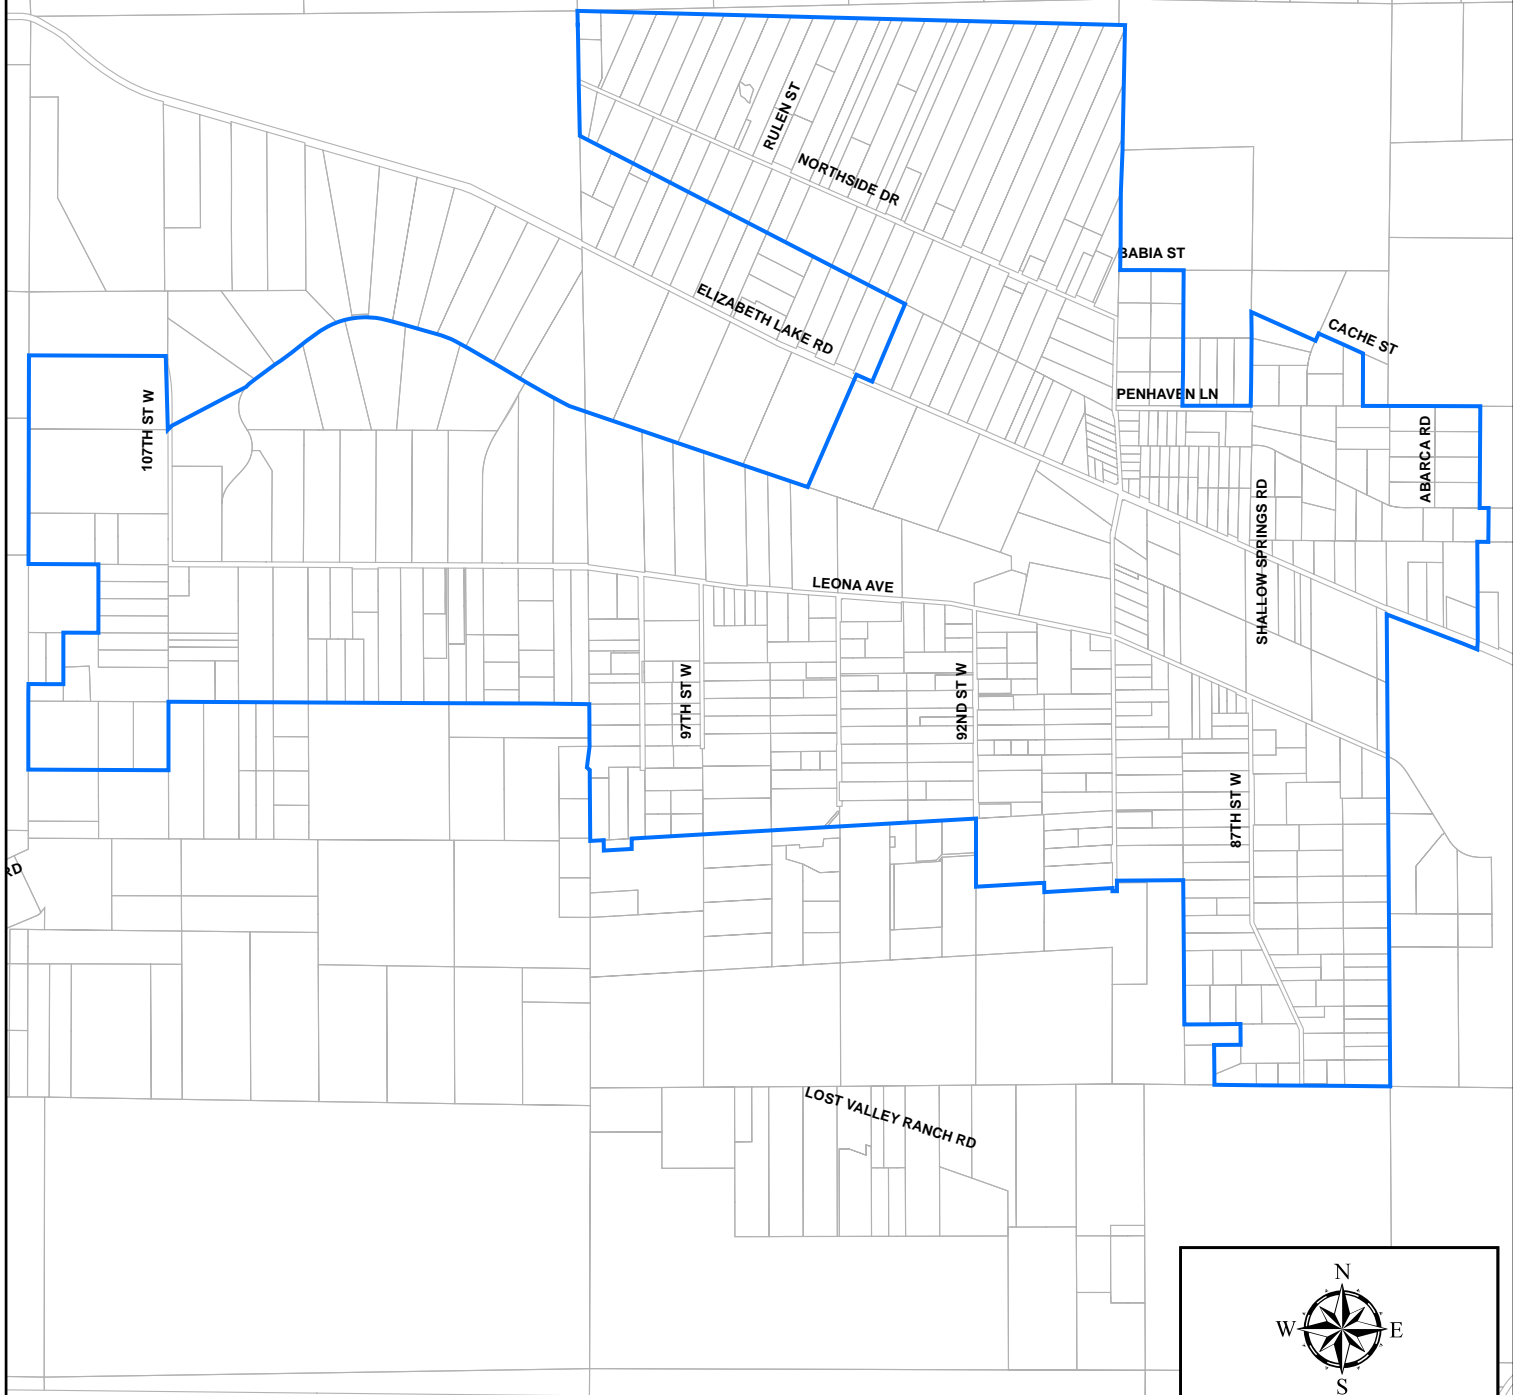 RULEN ST
NORTHSIDE DR
BABIA ST
ELIZABETH LAKE RD
CACHE ST
PENHAVEN LN
107TH ST W
ABARCA RD
SHALLOW SPRINGS RD
LEONA AVE
97TH ST W
92ND ST W
87TH ST W
RD
LOST VALLEY RANCH RD
N
W E
S